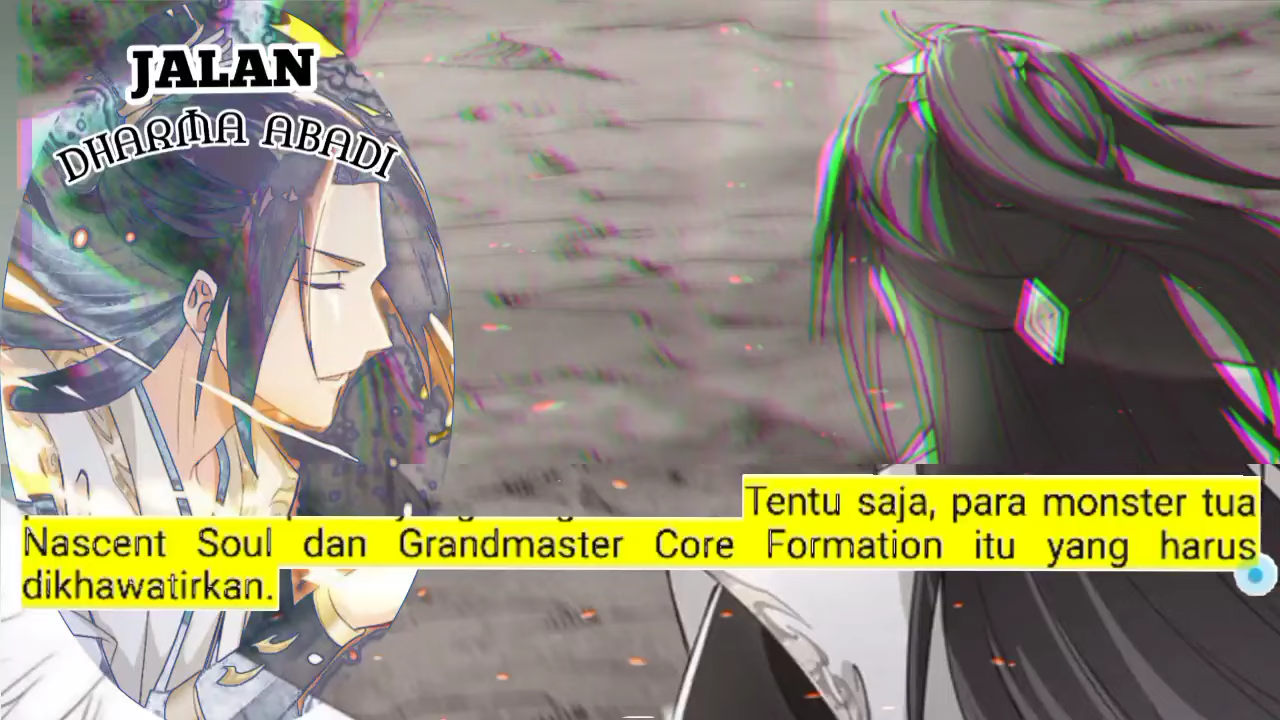 JALAN
DHARMA ABADI
Tentu saja, para monster tua
Nascent Soul dan Grandmaster Core Formation itu yang harus
dikhawatirkan.